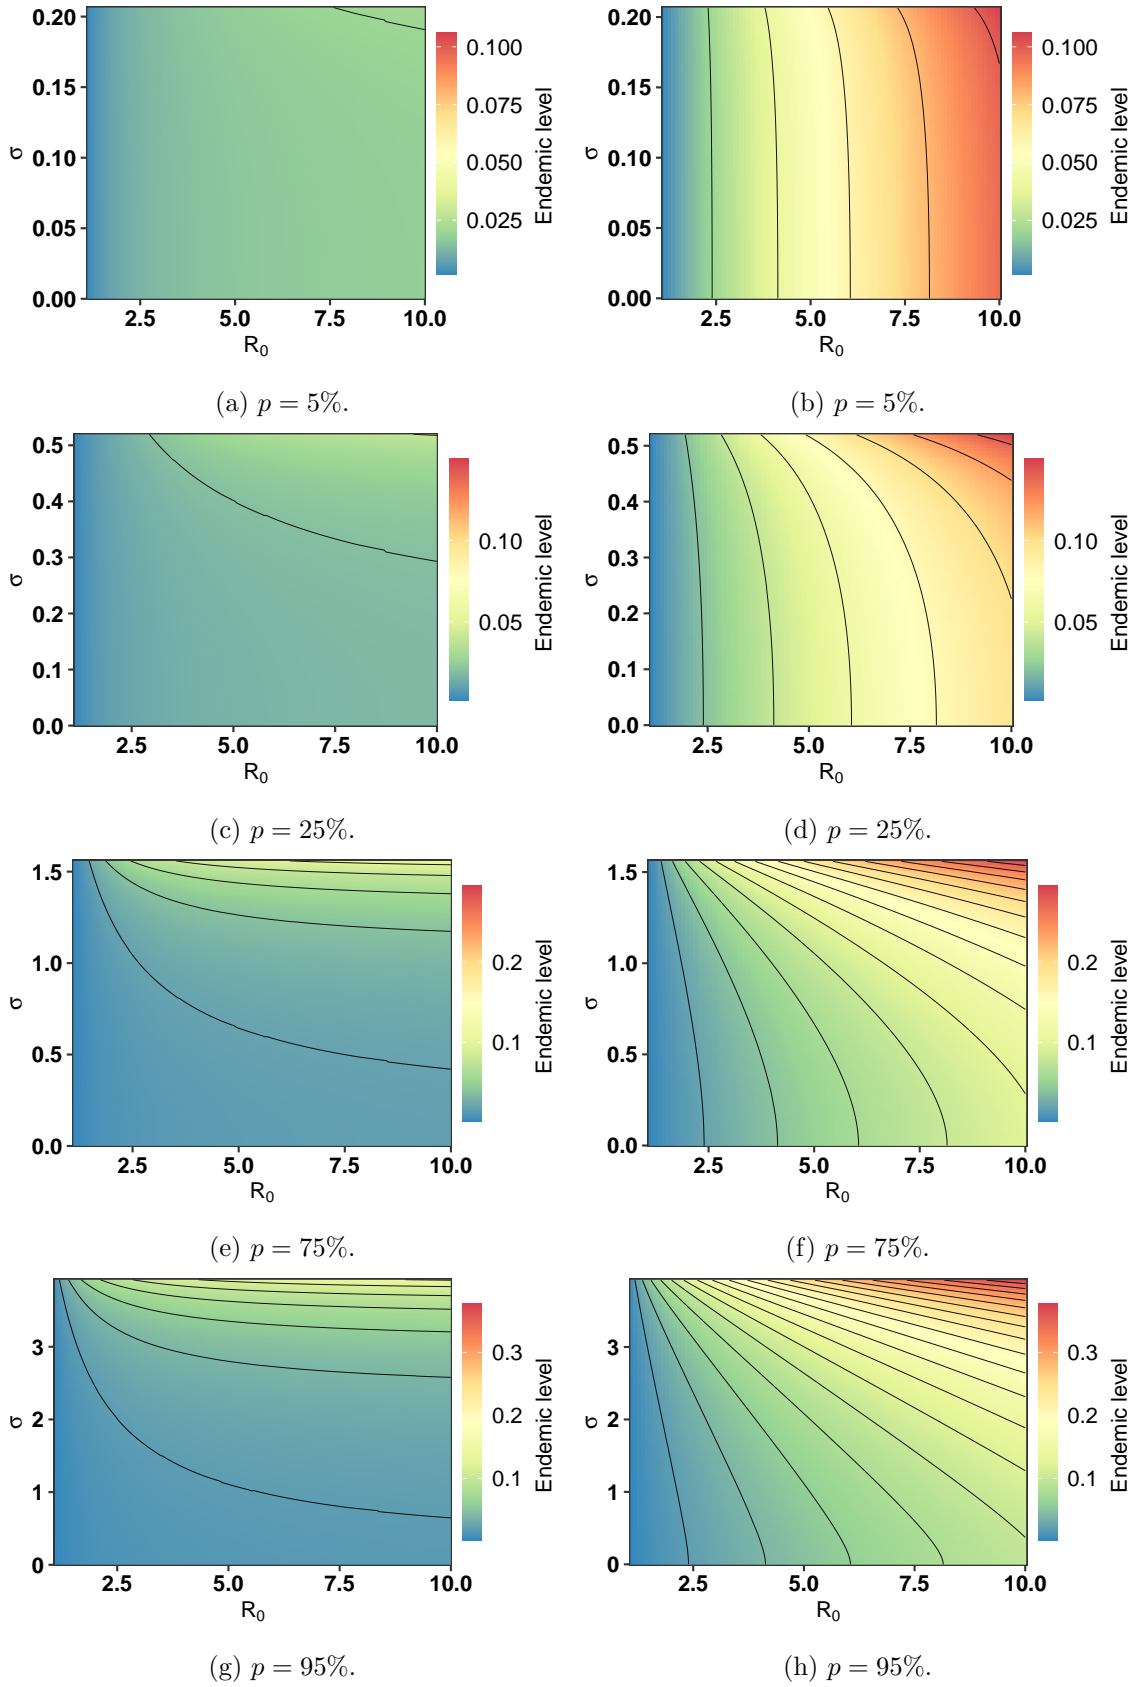 0.20
0.15
0.10
0.05
0.00
σ
2.5 5.0 7.5 10.0
R0
0.100
0.075
0.050
0.025
Endemic level
(a) p = 5%.
0.20
0.15
0.10
0.05
0.00
σ
2.5 5.0 7.5 10.0
R0
0.100
0.075
0.050
0.025
Endemic level
(b) p = 5%.
0.5
0.4
0.3
0.2
0.1
0.0
σ
2.5 5.0 7.5 10.0
R0
0.10
0.05
Endemic level
(c) p = 25%.
0.5
0.4
0.3
0.2
0.1
0.0
σ
2.5 5.0 7.5 10.0
R0
0.10
0.05
Endemic level
(d) p = 25%.
1.5
1.0
0.5
0.0
σ
2.5 5.0 7.5 10.0
R0
0.2
0.1
Endemic level
(e) p = 75%.
1.5
1.0
0.5
0.0
σ
2.5 5.0 7.5 10.0
R0
0.2
0.1
Endemic level
(f) p = 75%.
3
2
1
0
σ
2.5 5.0 7.5 10.0
R0
0.3
0.2
0.1
Endemic level
(g) p = 95%.
3
2
1
0
σ
2.5 5.0 7.5 10.0
R0
0.3
0.2
0.1
Endemic level
(h) p = 95%.